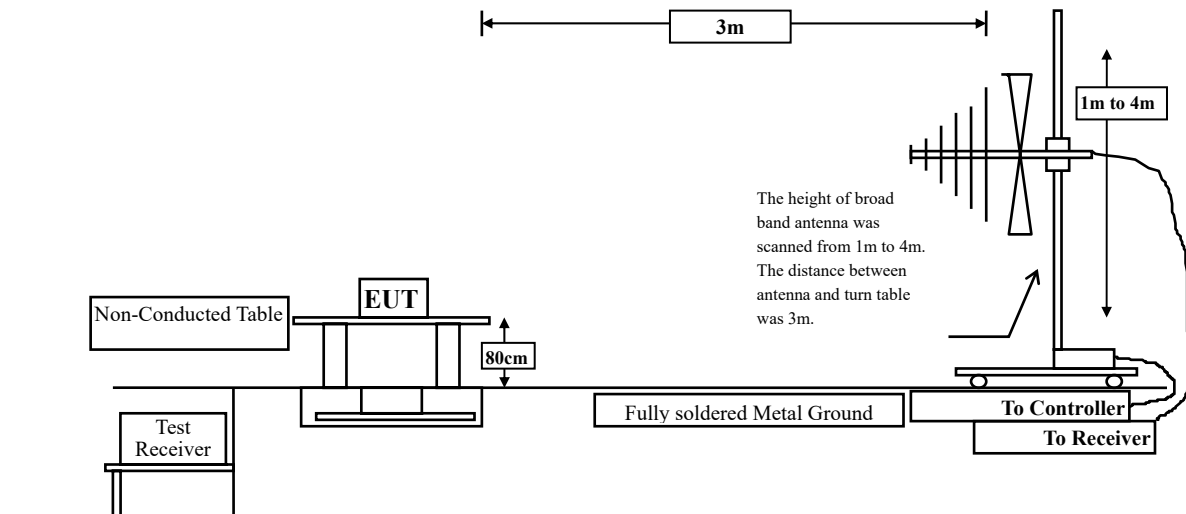 3m
1m to 4m
The height of broad
band antenna was
scanned from 1m to 4m.
The distance between
antenna and turn table
was 3m.
EUT
Non-Conducted Table
80cm
Fully soldered Metal Ground
To Controller
To Receiver
Test
Receiver